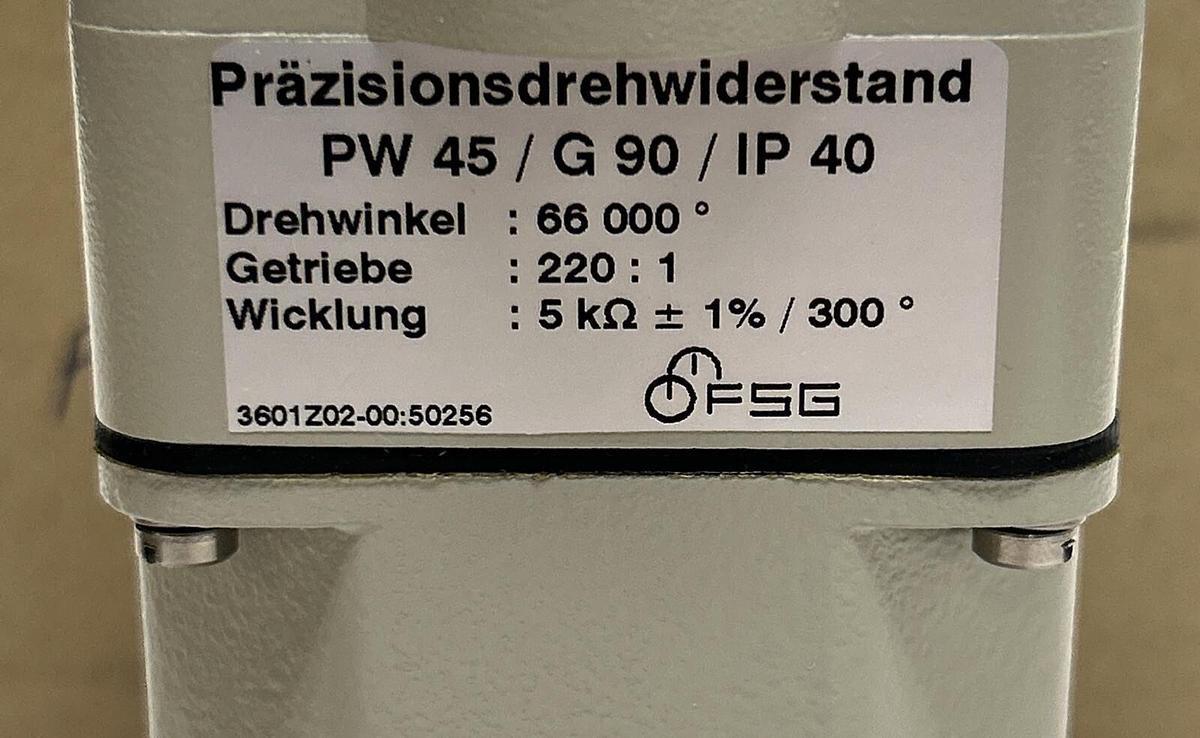 Präzisionsdrehwiderstand
PW 45 / G 90 / IP 40
Drehwinkel : 66 000 °
Getriebe : 220 : 1
Wicklung : 5 kΩ ± 1% / 300 °
FSG
3601Z02-00:50256